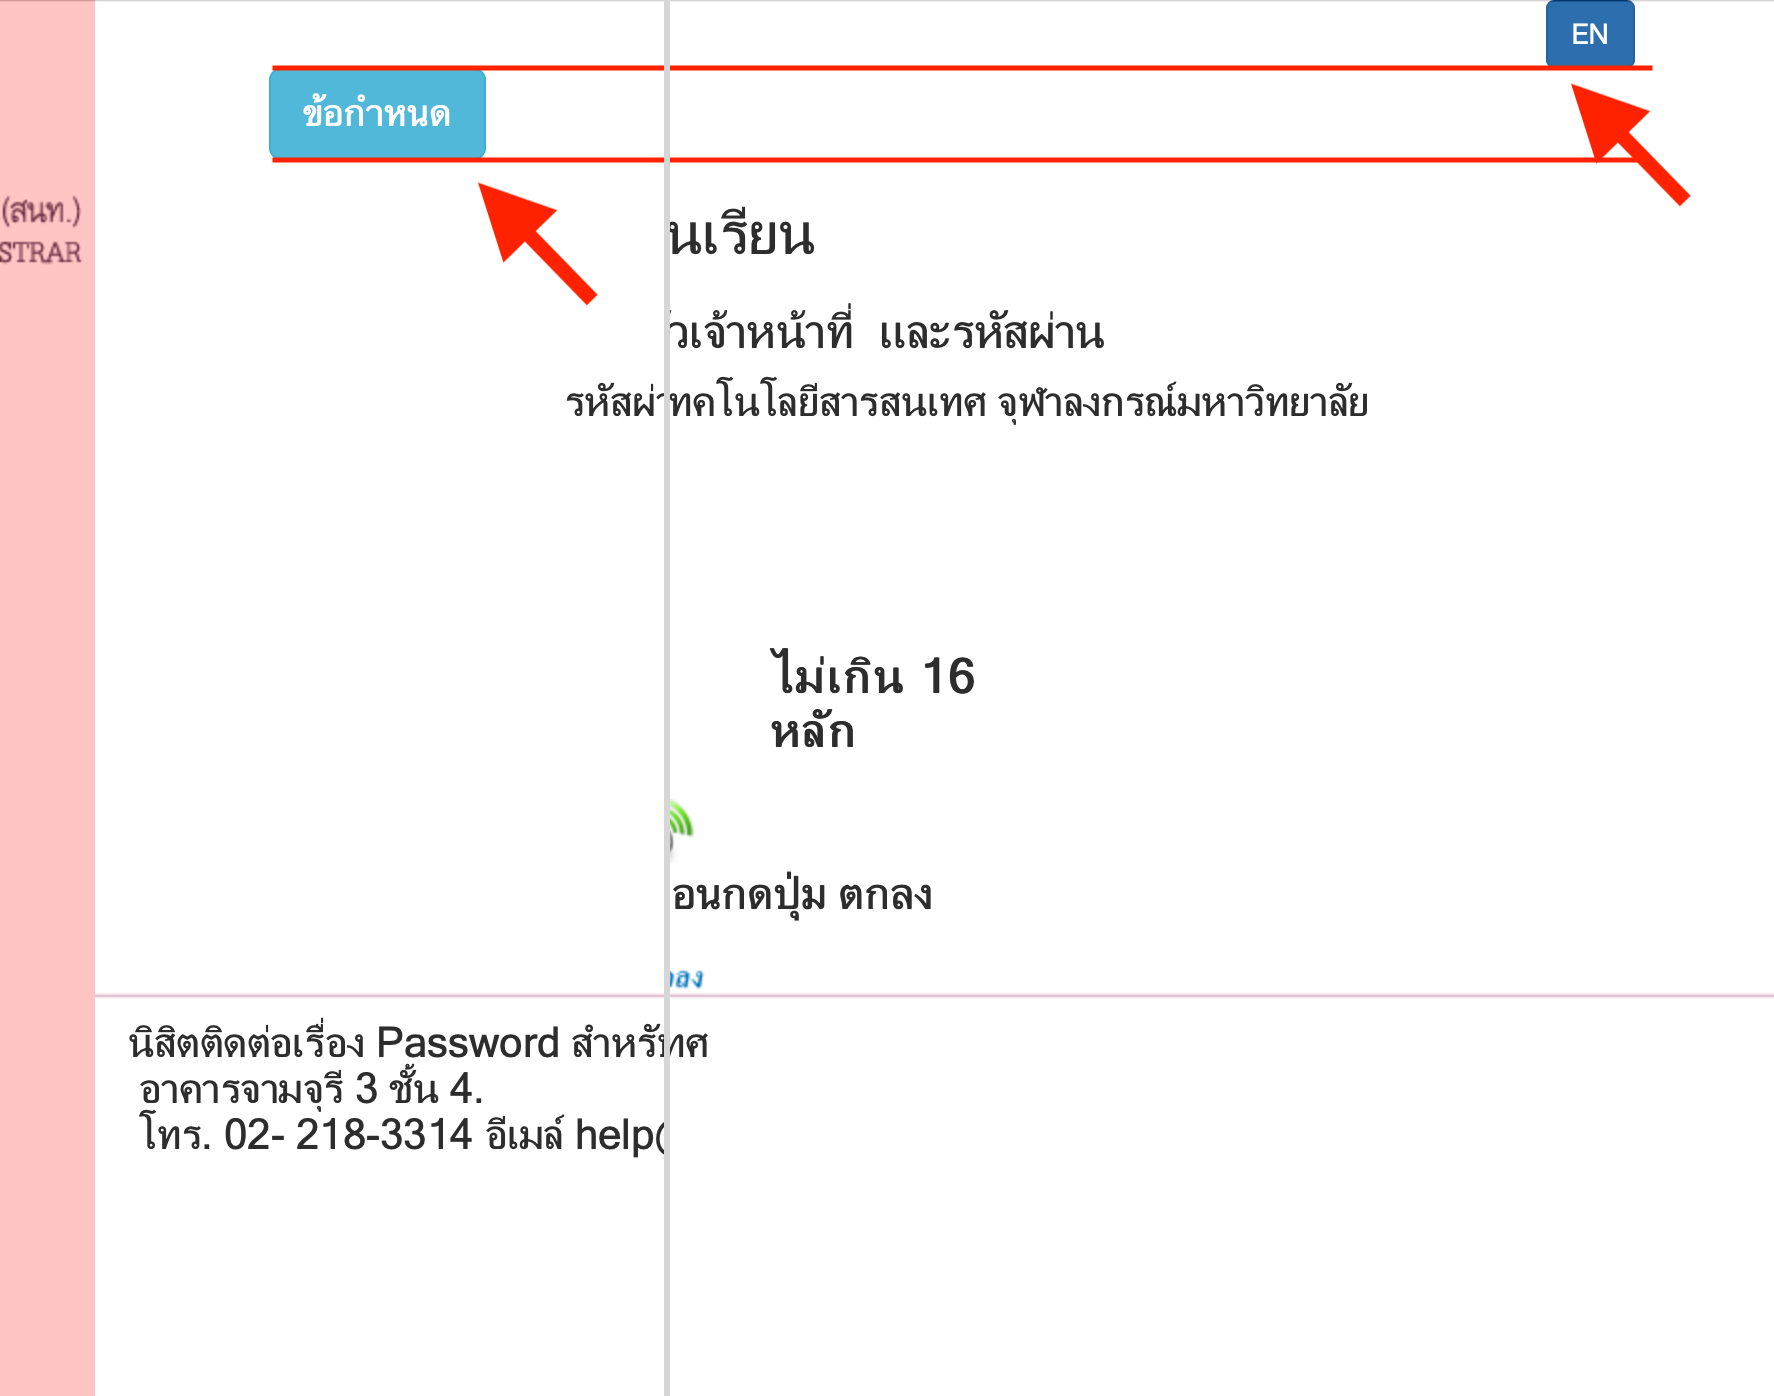 EN
ข้อกำหนด
(สนท.)
STRAR
นเรียน
วเจ้าหน้าที่ และรหัสผ่าน
รหัสผ่าทคโนโลยีสารสนเทศ จุฬาลงกรณ์มหาวิทยาลัย
ไม่เกิน 16
หลัก
อนกดปุ่ม ตกลง
ลง
นิสิตติดต่อเรื่อง Password สำหรัทศ
อาคารจามจุรี 3 ชั้น 4.
โทร. 02- 218-3314 อีเมล์ help@